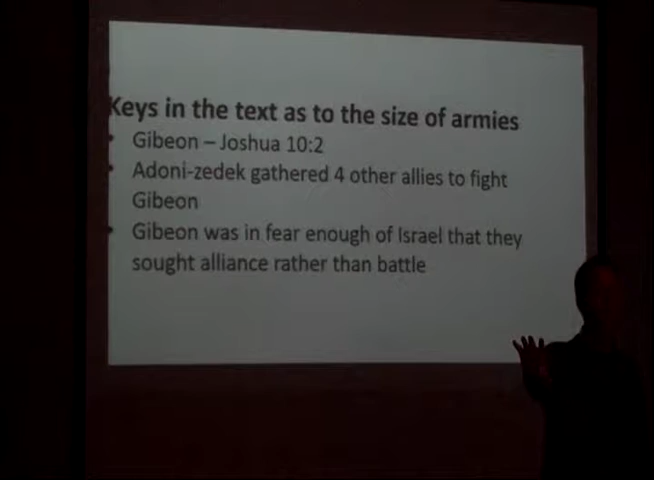 Keys in the text as to the size of armies
• Gibeon – Joshua 10:2
• Adoni-zedek gathered 4 other allies to fight
Gibeon
• Gibeon was in fear enough of Israel that they
sought alliance rather than battle